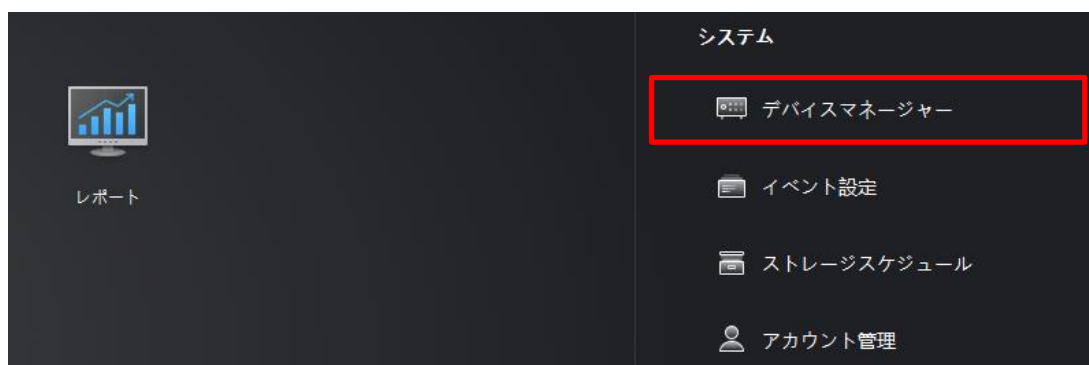 レポート
システム
デバイスマネージャー
イベント設定
ストレージスケジュール
アカウント管理